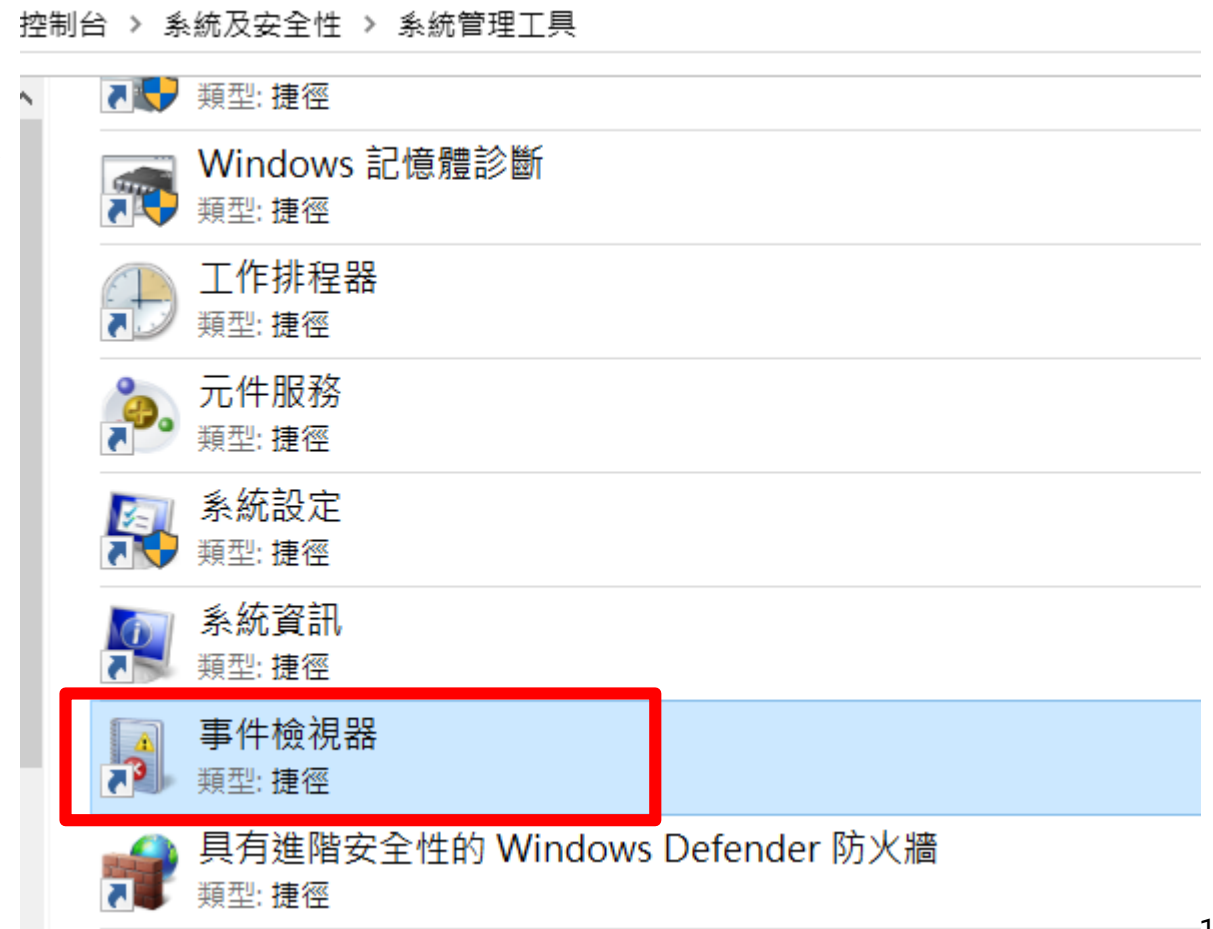 控制台 > 系統及安全性 > 系統管理工具
類型: 捷徑
Windows 記憶體診斷
類型: 捷徑
工作排程器
類型: 捷徑
元件服務
類型: 捷徑
系統設定
類型: 捷徑
系統資訊
類型: 捷徑
事件檢視器
類型: 捷徑
具有進階安全性的 Windows Defender 防火牆
類型: 捷徑
1